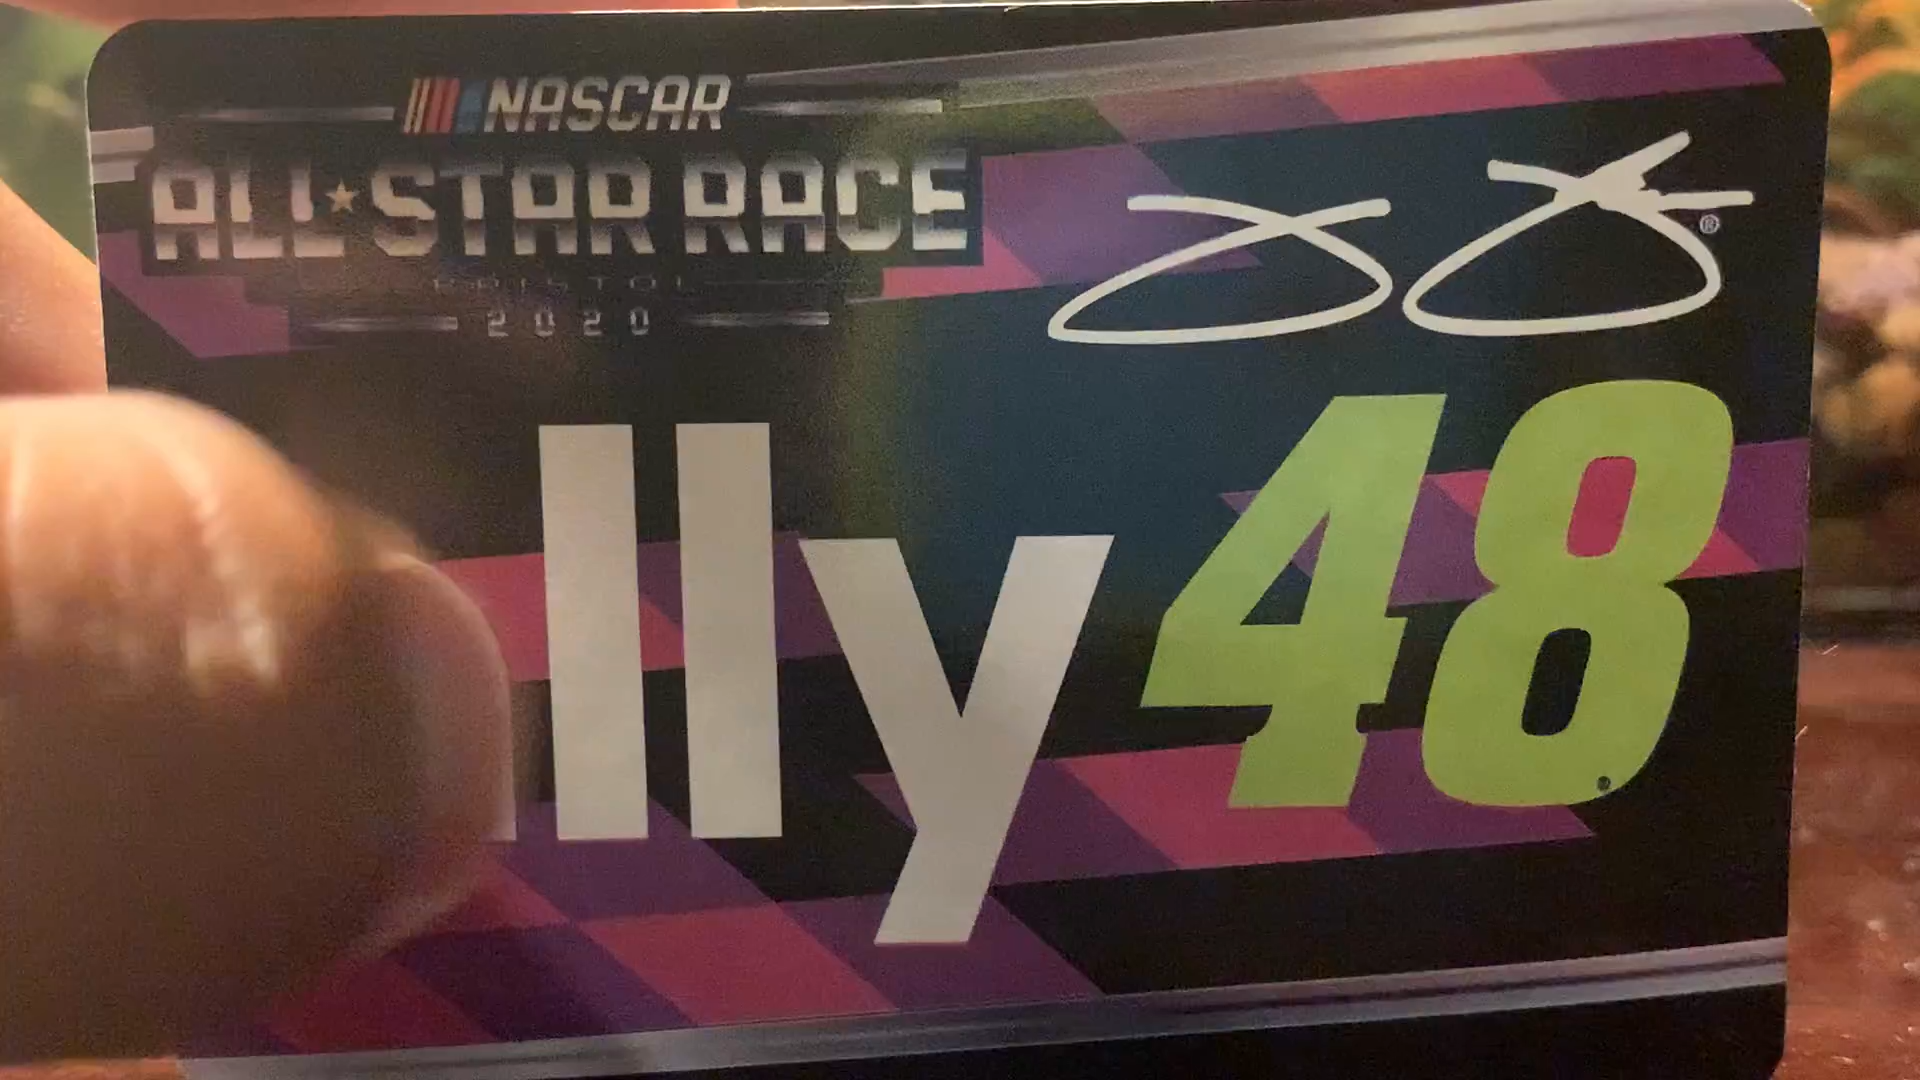 NASCAR
ALL★STAR RACE
BRISTOL
2020
lly 48